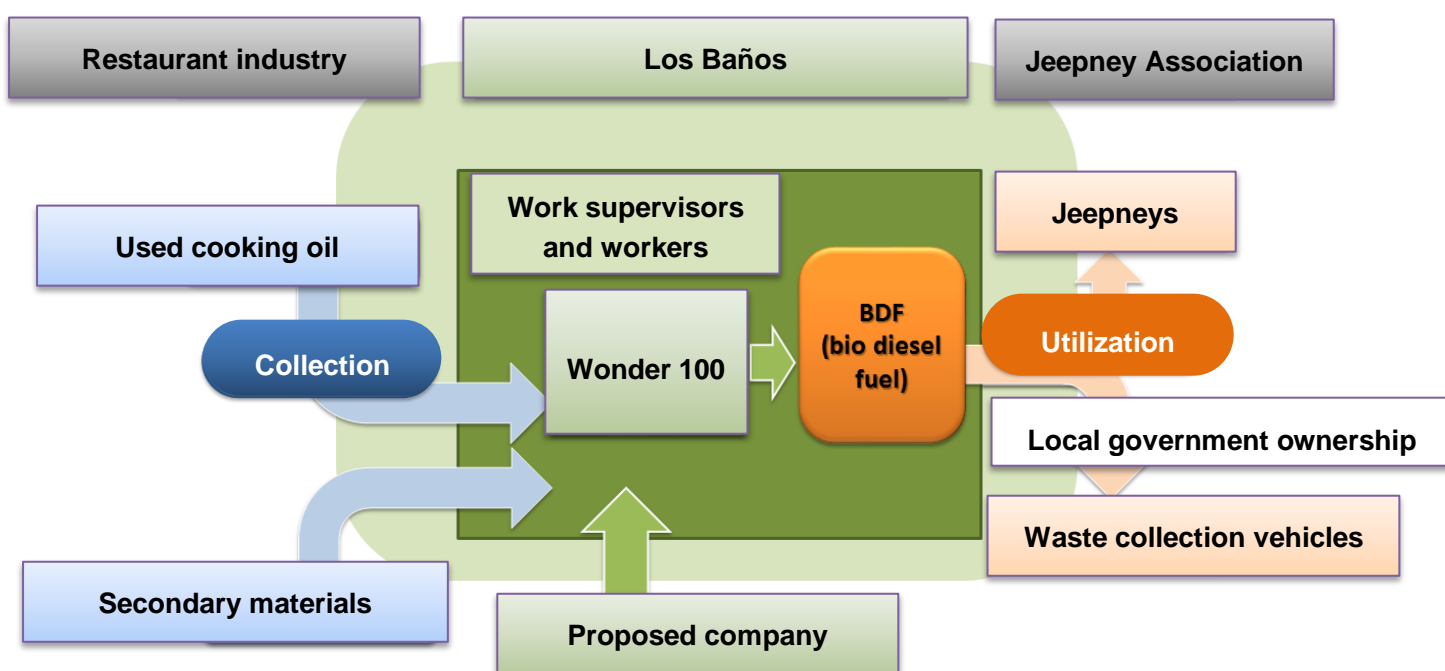 Restaurant industry
Los Baños
Jeepney Association
Used cooking oil
Collection
Secondary materials
Work supervisors
and workers
Wonder 100
BDF
(bio diesel
fuel)
Proposed company
Jeepneys
Utilization
Local government ownership
Waste collection vehicles